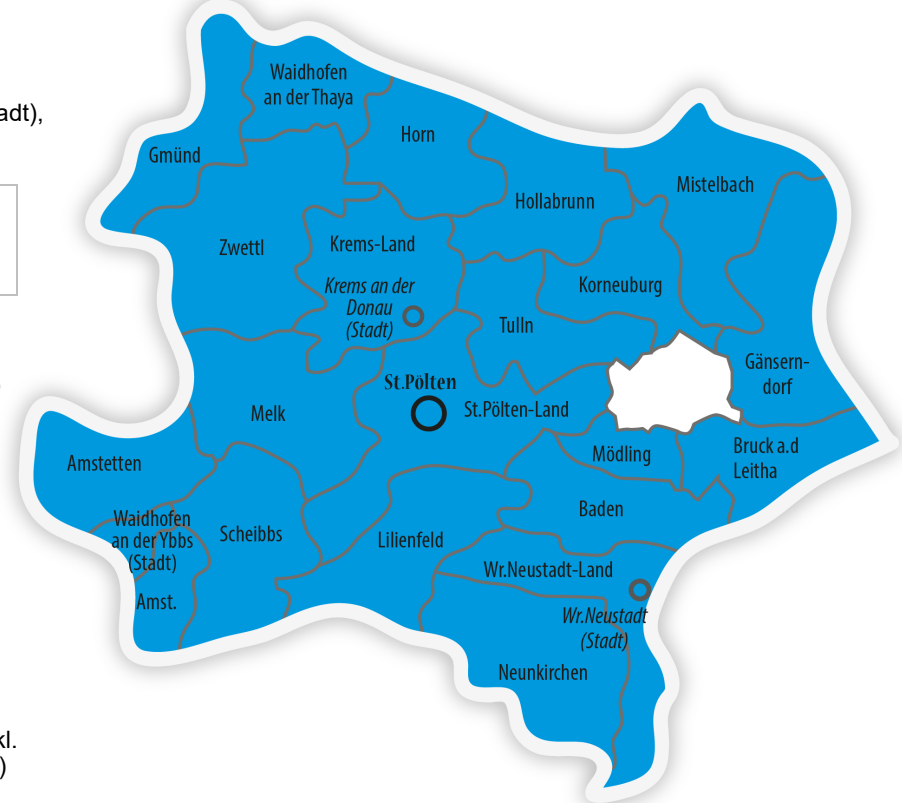 Waidhofen
an der Thaya
adt),
Horn
Gmünd
Mistelbach
Hollabrunn
Zwettl
Krems-Land
Krems an der
Donau
(Stadt)
Korneuburg
Tulln
Gänsern-
dorf
St.Pölten
St.Pölten-Land
Melk
Mödling
Bruck a.d
Leitha
Amstetten
Baden
Waidhofen
an der Ybbs
(Stadt)
Scheibbs
Lilienfeld
Wr.Neustadt-Land
Amst.
Wr.Neustadt
(Stadt)
Neunkirchen
kl.
)